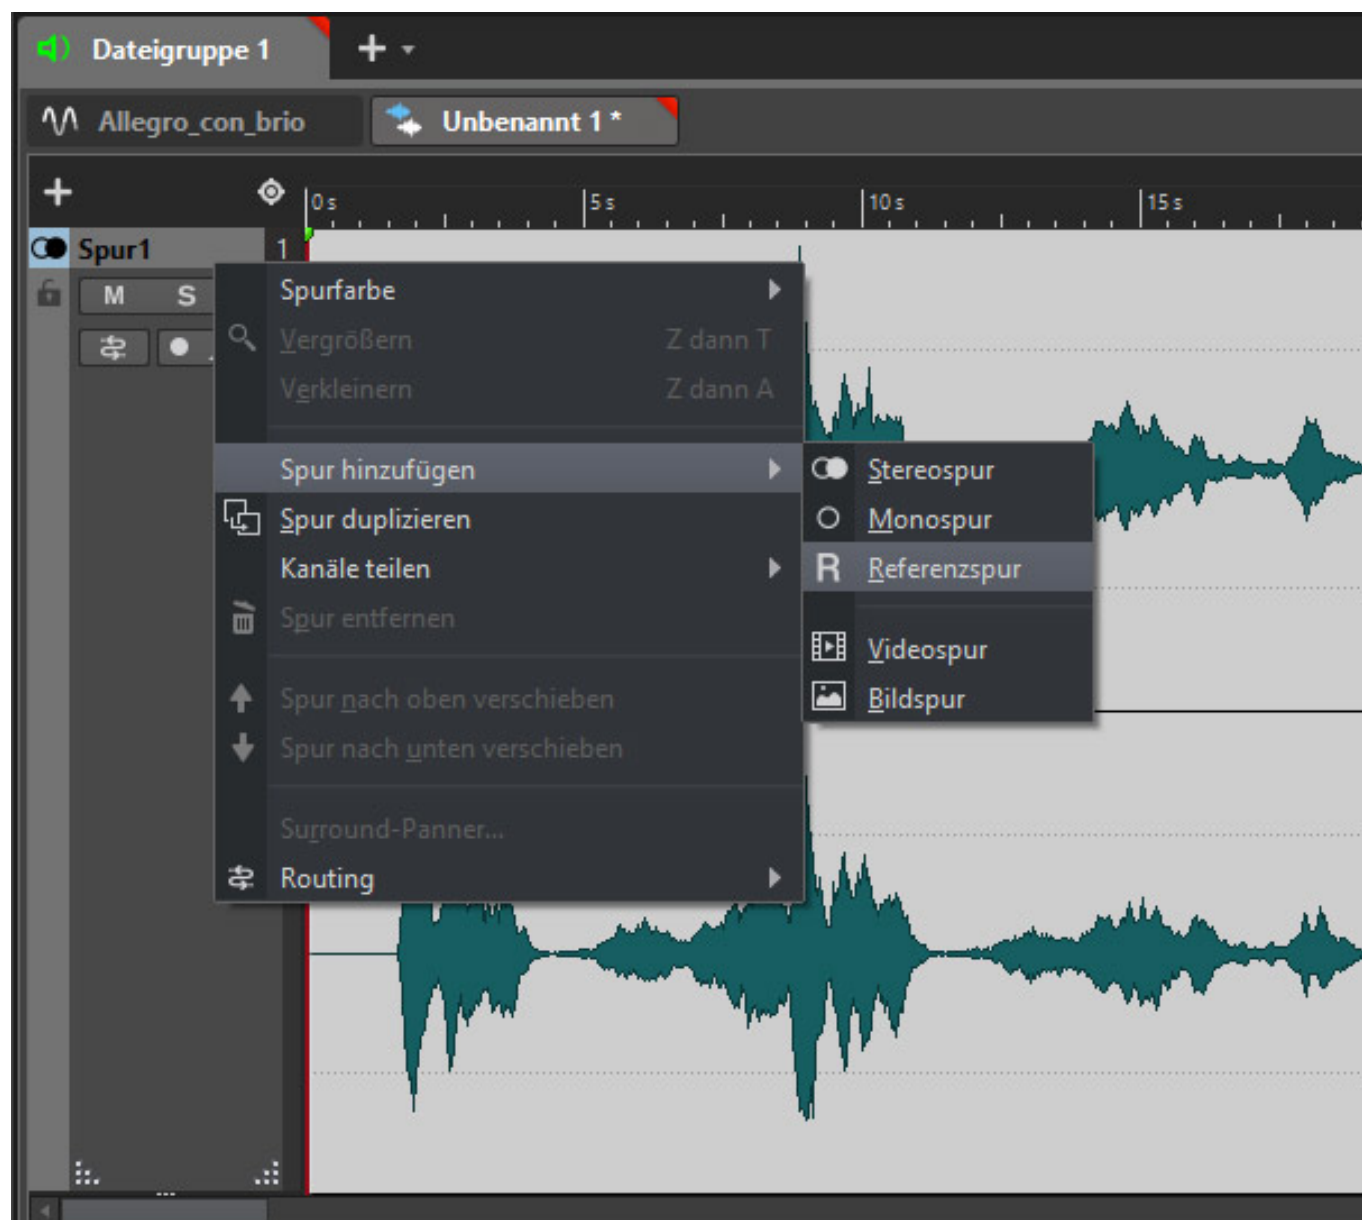 Dateigruppe 1
Allegro_con_brio
Unbenannt 1 *
0 s
5 s
10 s
15 s
Spur1
1
M S
Spurfarbe
Vergrößern Z dann T
Verkleinern Z dann A
Spur hinzufügen
Spur duplizieren
Kanäle teilen
Spur entfernen
Spur nach oben verschieben
Spur nach unten verschieben
Surround-Panner...
Routing
Stereospur
Monospur
R Referenzspur
Videospur
Bildspur